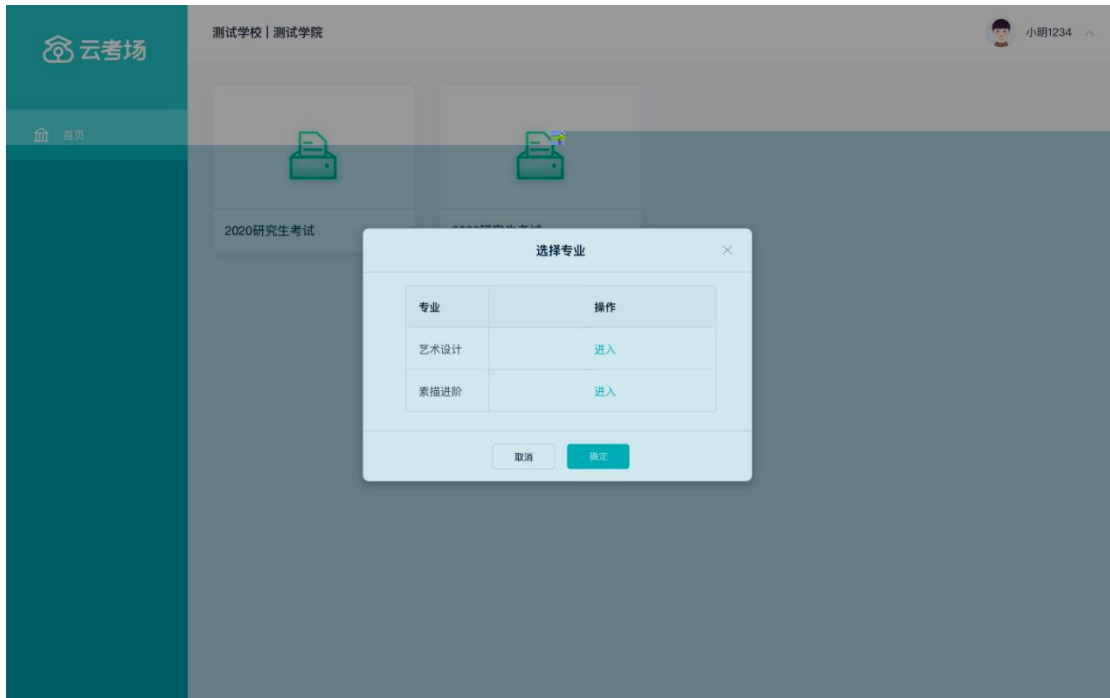 云考场
测试学校 | 测试学院
小明1234
首页
2020研究生考试
选择专业
专业 操作
艺术设计 进入
素描进阶 进入
取消 确定